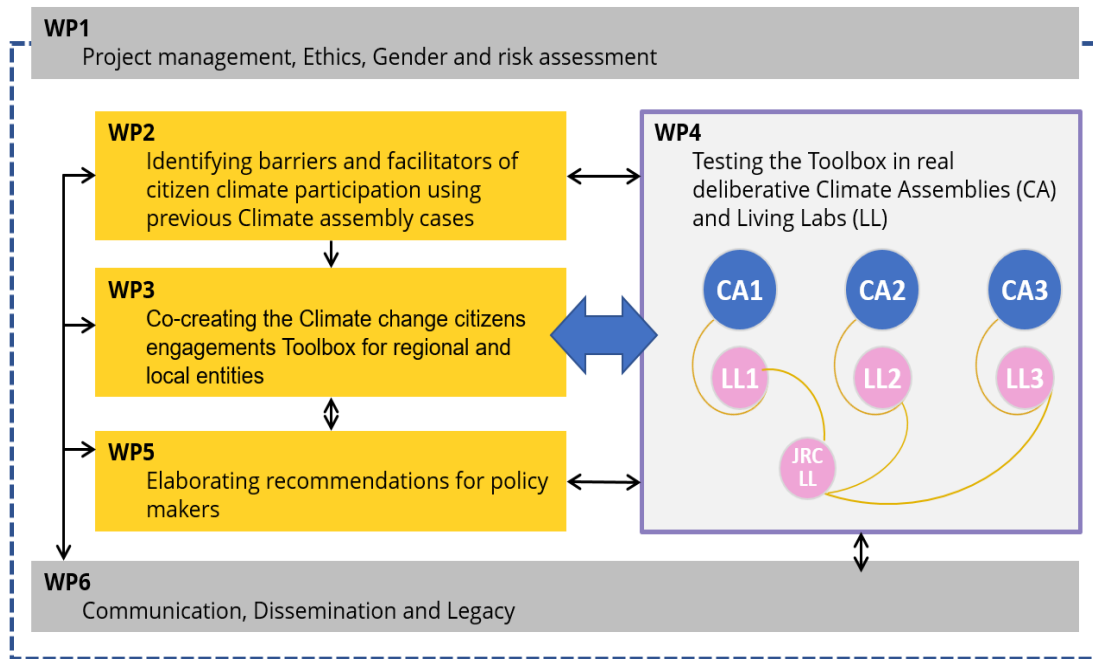 WP1
Project management, Ethics, Gender and risk assessment
WP2
Identifying barriers and facilitators of
citizen climate participation using
previous Climate assembly cases
WP3
Co-creating the Climate change citizens
engagements Toolbox for regional and
local entities
WP5
Elaborating recommendations for policy
makers
WP4
Testing the Toolbox in real
deliberative Climate Assemblies (CA)
and Living Labs (LL)
CA1
CA2
CA3
LL1
LL2
LL3
JRC
LL
WP6
Communication, Dissemination and Legacy